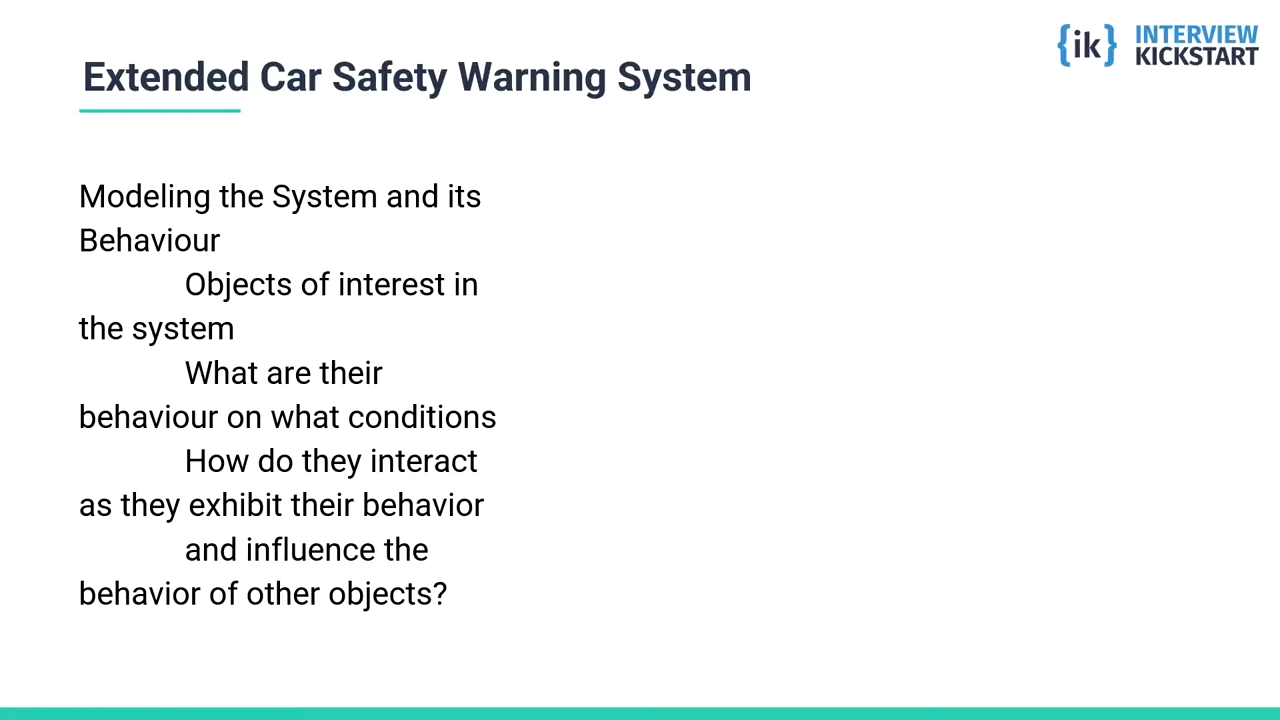 {ik} INTERVIEW
KICKSTART
Extended Car Safety Warning System
Modeling the System and its
Behaviour
Objects of interest in
the system
What are their
behaviour on what conditions
How do they interact
as they exhibit their behavior
and influence the
behavior of other objects?